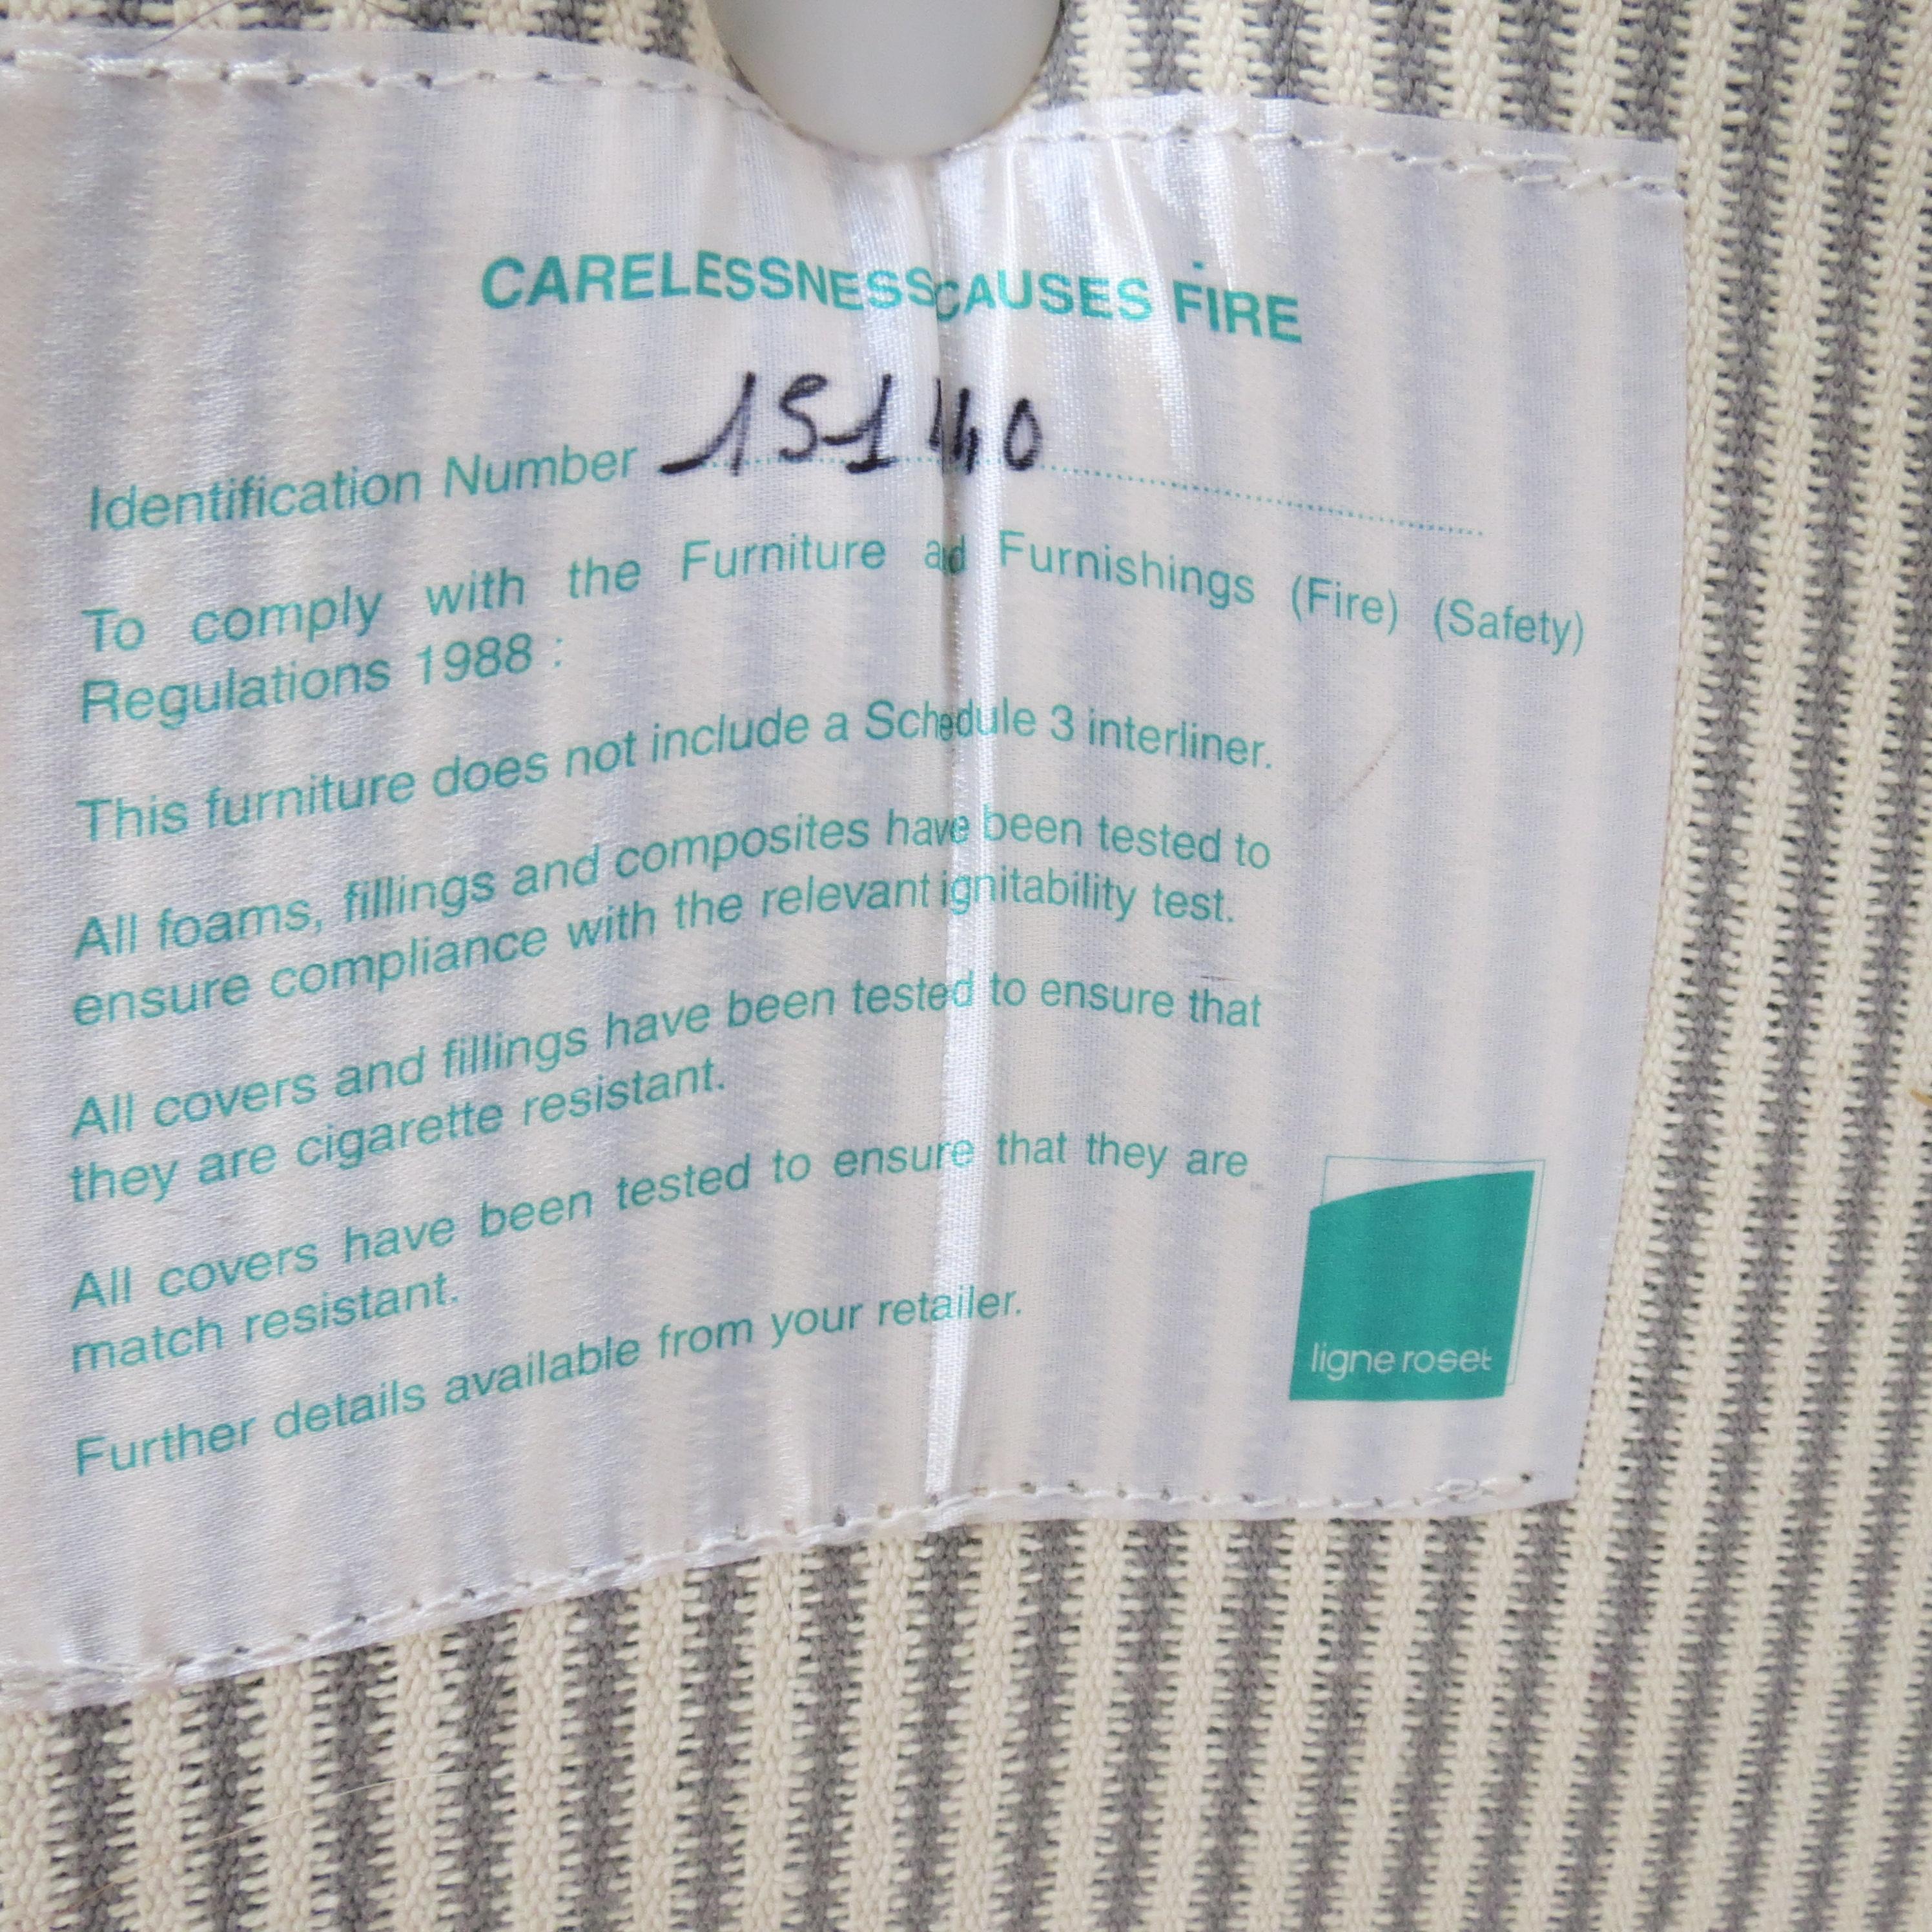 CARELESSNESS CAUSES FIRE
Identification Number 15140
To comply with the Furniture and Furnishings (Fire) (Safety)
Regulations 1988 :
This furniture does not include a Schedule 3 interliner.
All foams, fillings and composites have been tested to
ensure compliance with the relevant ignitability test.
All covers and fillings have been tested to ensure that
they are cigarette resistant.
All covers have been tested to ensure that they are
match resistant.
Further details available from your retailer.
ligne roset